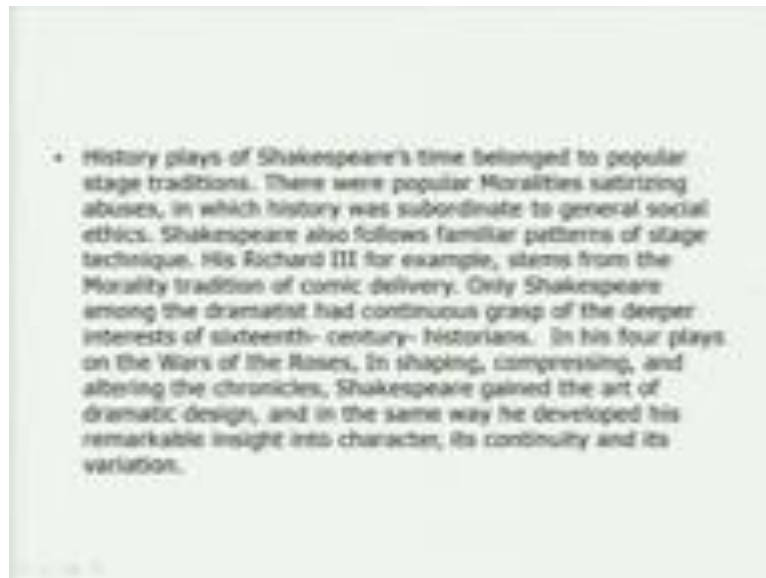 • History plays of Shakespeare's time belonged to popular
stage traditions. There were popular Moralities satirizing
abuses, in which history was subordinate to general social
ethics. Shakespeare also follows familiar patterns of stage
technique. His Richard III for example, stems from the
Morality tradition of comic delivery. Only Shakespeare
among the dramatist had continuous grasp of the deeper
interests of sixteenth- century- historians. In his four plays
on the Wars of the Roses, In shaping, compressing, and
altering the chronicles, Shakespeare gained the art of
dramatic design, and in the same way he developed his
remarkable insight into character, its continuity and its
variation.